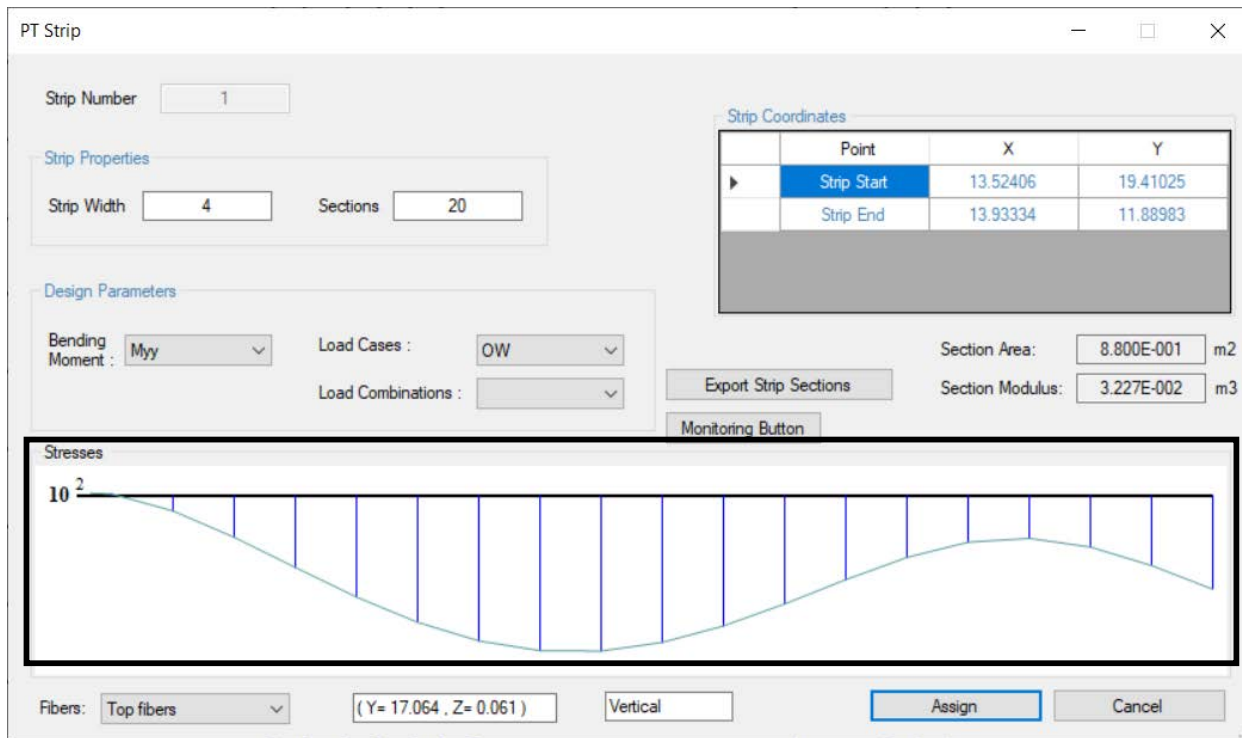 PT Strip
Strip Number 1
Strip Properties
Strip Width 4 Sections 20
Strip Coordinates
Point X Y
Strip Start 13.52406 19.41025
Strip End 13.93334 11.88983
Design Parameters
Bending Moment : Myy
Load Cases : OW
Load Combinations :
Export Strip Sections
Monitoring Button
Section Area: 8.800E-001 m2
Section Modulus: 3.227E-002 m3
Stresses
10 2
Fibers: Top fibers ( Y= 17.064 , Z= 0.061 ) Vertical Assign Cancel